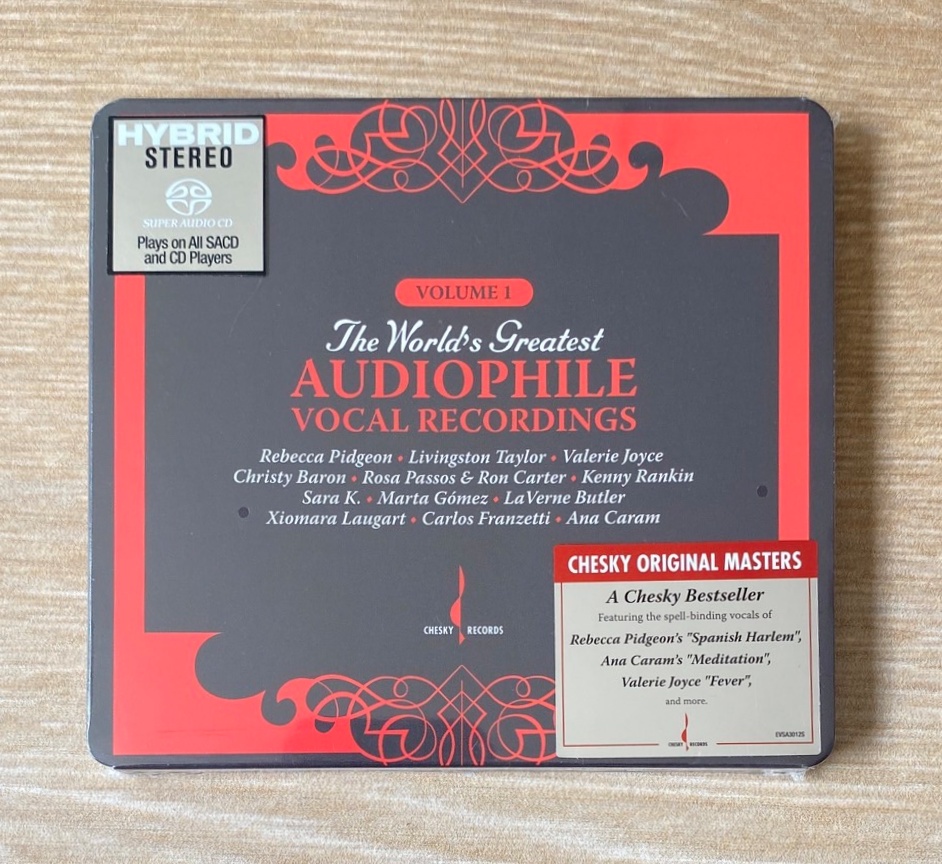 HYBRID
STEREO
SUPER AUDIO CD
Plays on All SACD
and CD Players
VOLUME 1
The World's Greatest
AUDIOPHILE
VOCAL RECORDINGS
Rebecca Pidgeon • Livingston Taylor • Valerie Joyce
Christy Baron • Rosa Passos & Ron Carter • Kenny Rankin
Sara K. • Marta Gómez • LaVerne Butler
Xiomara Laugart • Carlos Franzetti • Ana Caram
CHESKY RECORDS
CHESKY ORIGINAL MASTERS
A Chesky Bestseller
Featuring the spell-binding vocals of
Rebecca Pidgeon's "Spanish Harlem",
Ana Caram's "Meditation",
Valerie Joyce "Fever",
and more.
CHESKY RECORDS
EVSA3012S